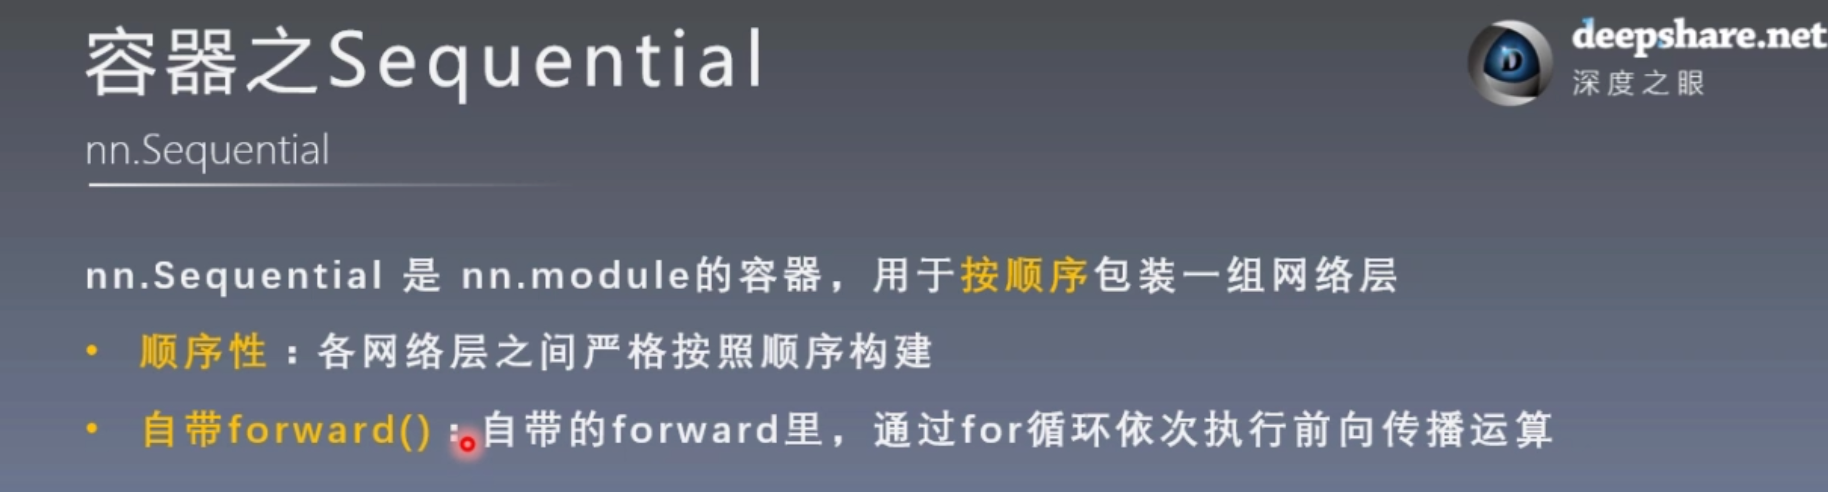 容器之Sequential
deepshare.net
深度之眼
nn.Sequential
nn.Sequential 是 nn.module的容器，用于按顺序包装一组网络层
• 顺序性：各网络层之间严格按照顺序构建
• 自带forward()：自带的forward里，通过for循环依次执行前向传播运算